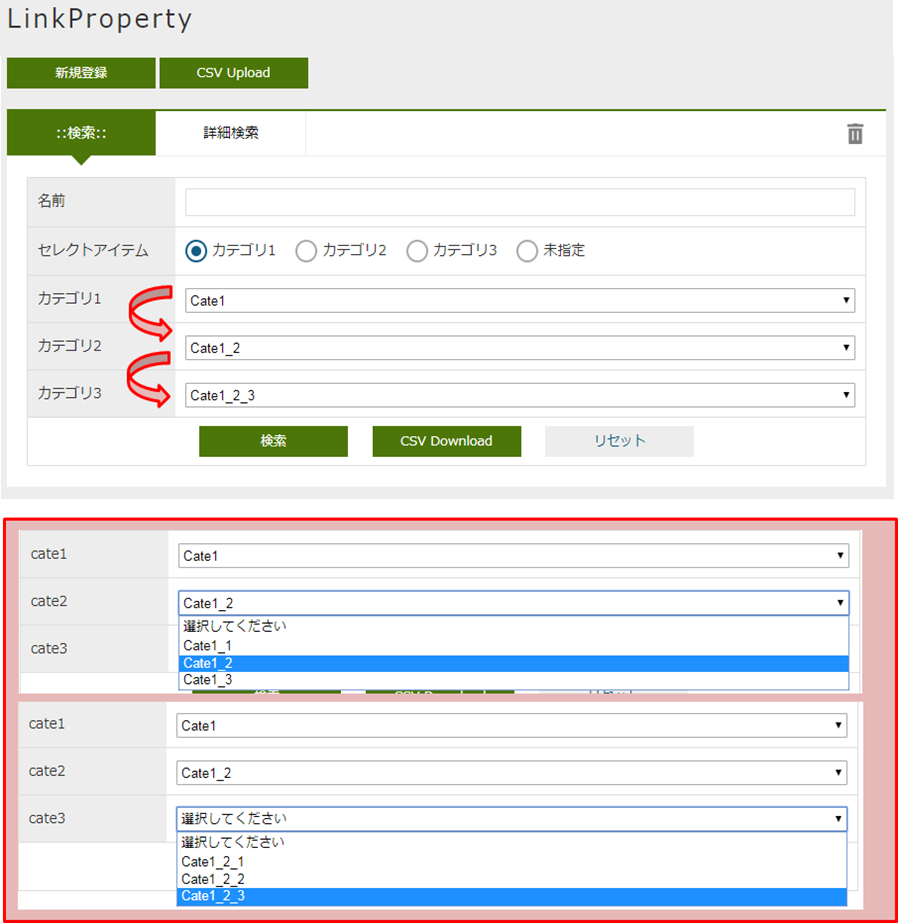 LinkProperty
新規登録 CSV Upload
::検索:: 詳細検索
名前
セレクトアイテム カテゴリ1 カテゴリ2 カテゴリ3 未指定
カテゴリ1 Cate1
カテゴリ2 Cate1_2
カテゴリ3 Cate1_2_3
検索 CSV Download リセット
cate1 Cate1
cate2 Cate1_2
選択してください
Cate1_1
cate3 Cate1_2
Cate1_3
cate1 Cate1
cate2 Cate1_2
cate3 選択してください
選択してください
Cate1_2_1
Cate1_2_2
Cate1_2_3